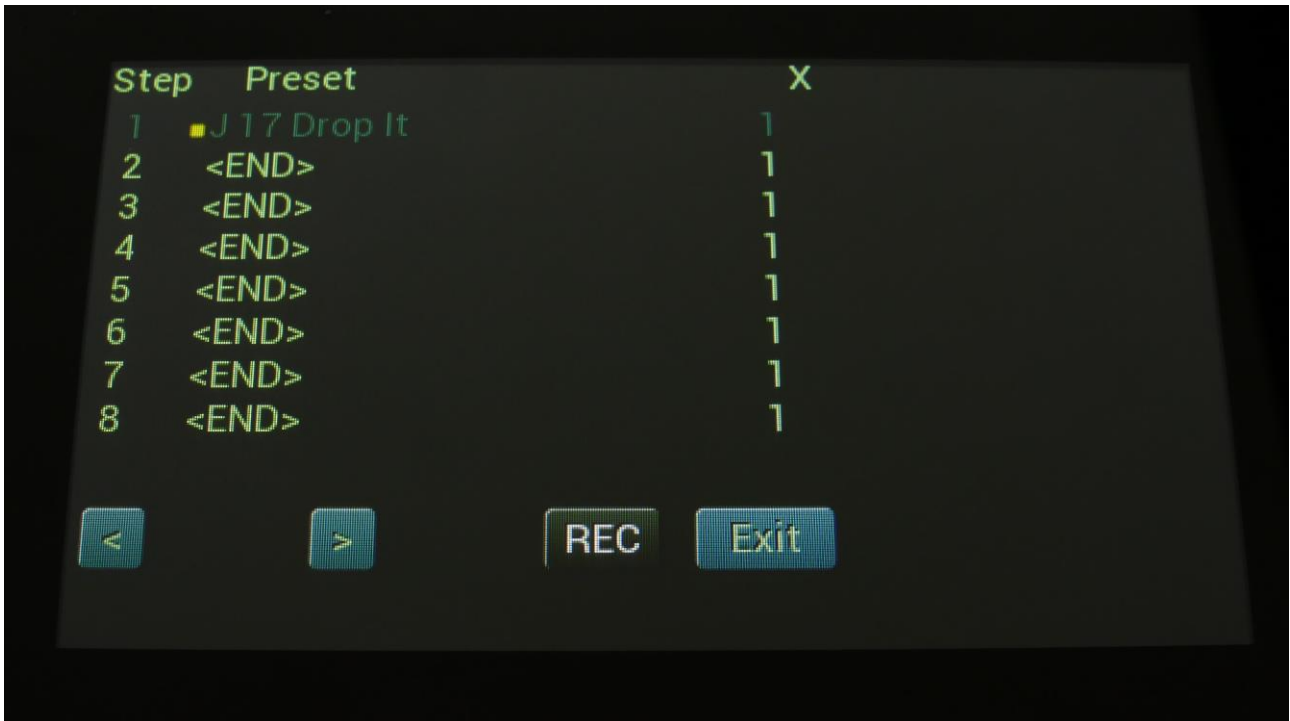 Step Preset X
1 J 17 Drop It 1
2 <END> 1
3 <END> 1
4 <END> 1
5 <END> 1
6 <END> 1
7 <END> 1
8 <END> 1
< > REC Exit